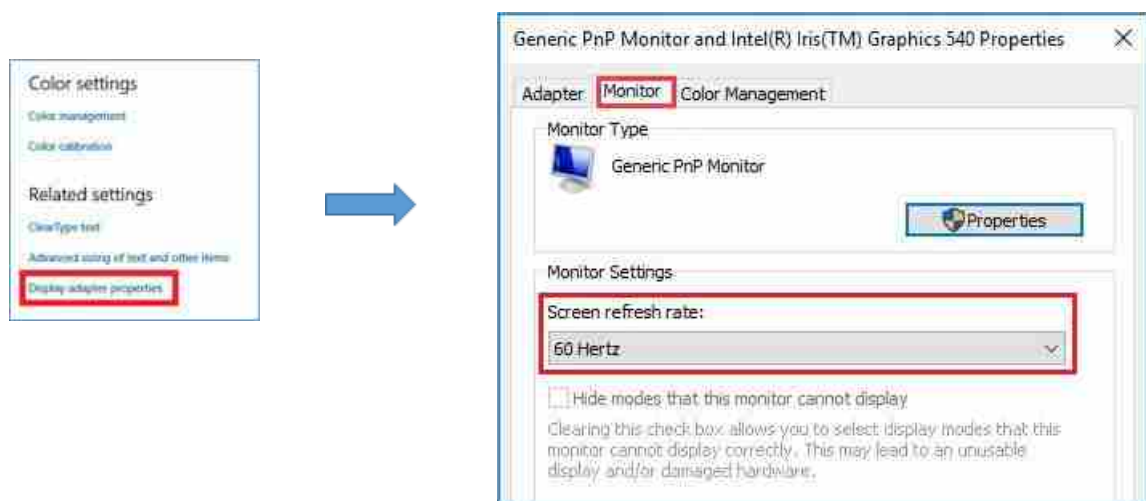 Color settings
Color management
Color calibration
Related settings
ClearType text
Advanced sizing of text and other items
Display adapter properties
Generic PnP Monitor and Intel(R) Iris(TM) Graphics 540 Properties
Adapter Monitor Color Management
Monitor Type
Generic PnP Monitor
Properties
Monitor Settings
Screen refresh rate:
60 Hertz
Hide modes that this monitor cannot display
Clearing this check box allows you to select display modes that this
monitor cannot display correctly. This may lead to an unusable
display and/or damaged hardware.